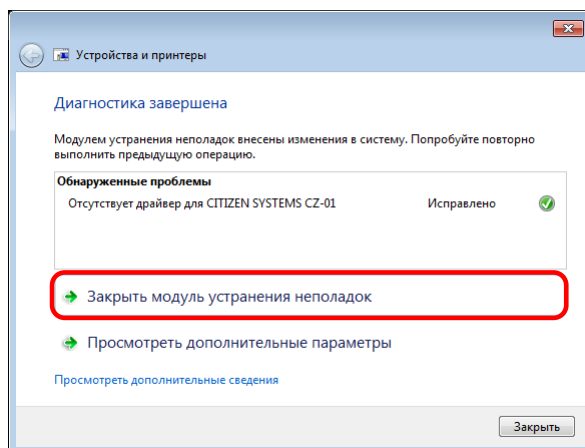 Устройства и принтеры
Диагностика завершена
Модулем устранения неполадок внесены изменения в систему. Попробуйте повторно
выполнить предыдущую операцию.
Обнаруженные проблемы
Отсутствует драйвер для CITIZEN SYSTEMS CZ-01 Исправлено
Закрыть модуль устранения неполадок
Просмотреть дополнительные параметры
Просмотреть дополнительные сведения
Закрыть